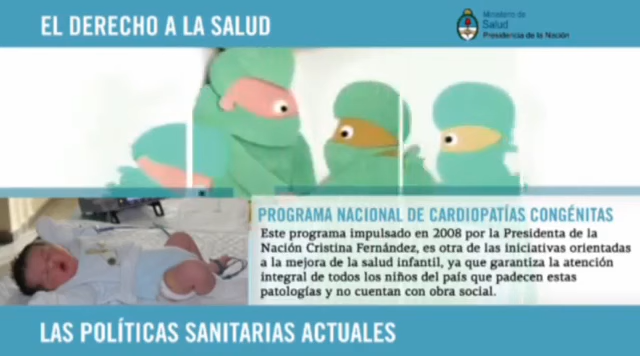 EL DERECHO A LA SALUD
Ministerio de
Salud
Presidencia de la Nación
PROGRAMA NACIONAL DE CARDIOPATÍAS CONGÉNITAS
Este programa impulsado en 2008 por la Presidenta de la
Nación Cristina Fernández, es otra de las iniciativas orientadas
a la mejora de la salud infantil, ya que garantiza la atención
integral de todos los niños del país que padecen estas
patologías y no cuentan con obra social.
LAS POLÍTICAS SANITARIAS ACTUALES